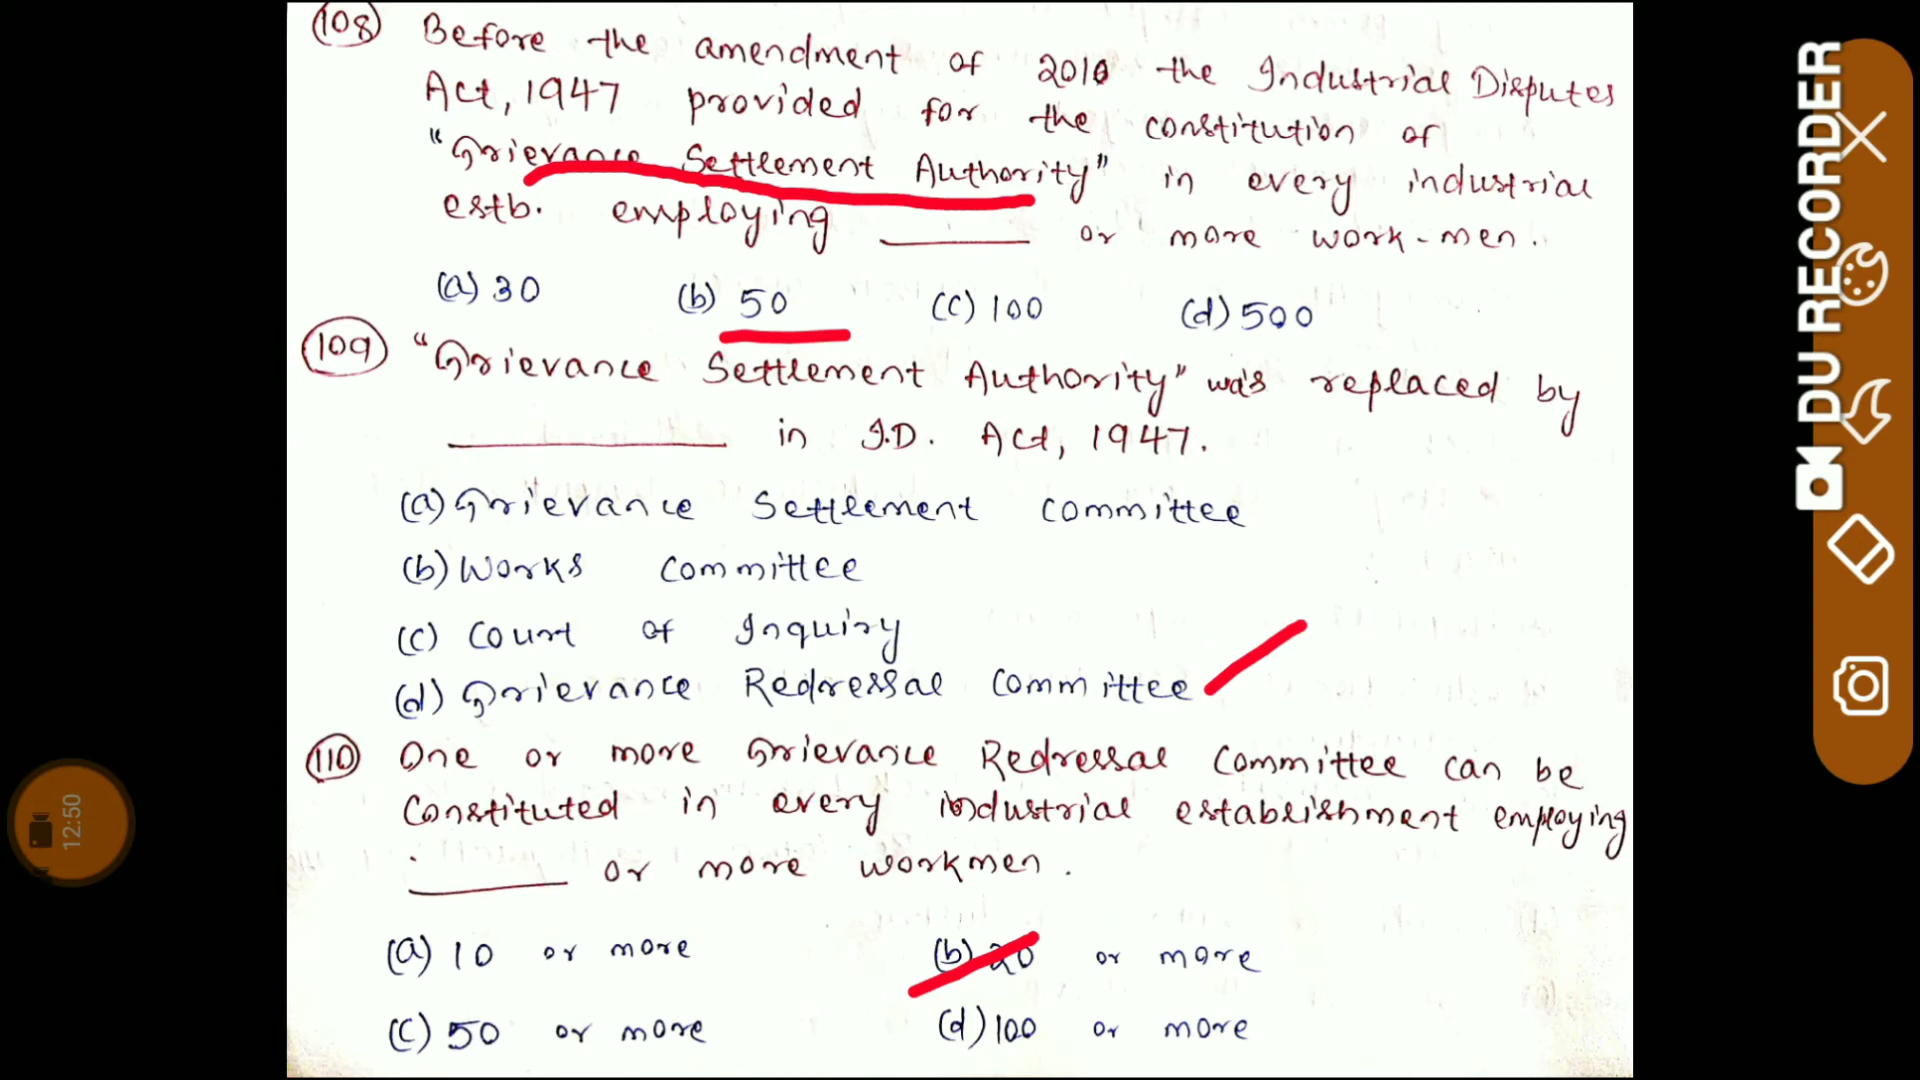 (108) Before the amendment of 2010 the Industrial Disputes
Act, 1947 provided for the constitution of
"Grievance Settlement Authority" in every industrial
estb. employing ______ or more work-men.
(a) 30 (b) 50 (c) 100 (d) 500
(109) "Grievance Settlement Authority" was replaced by
______ in I.D. Act, 1947.
(a) Grievance Settlement Committee
(b) Works Committee
(c) Court of Inquiry
(d) Grievance Redressal Committee
(110) One or more Grievance Redressal Committee can be
constituted in every industrial establishment employing
______ or more workmen.
(a) 10 or more (b) 20 or more
(c) 50 or more (d) 100 or more
DU RECORDER
12:50